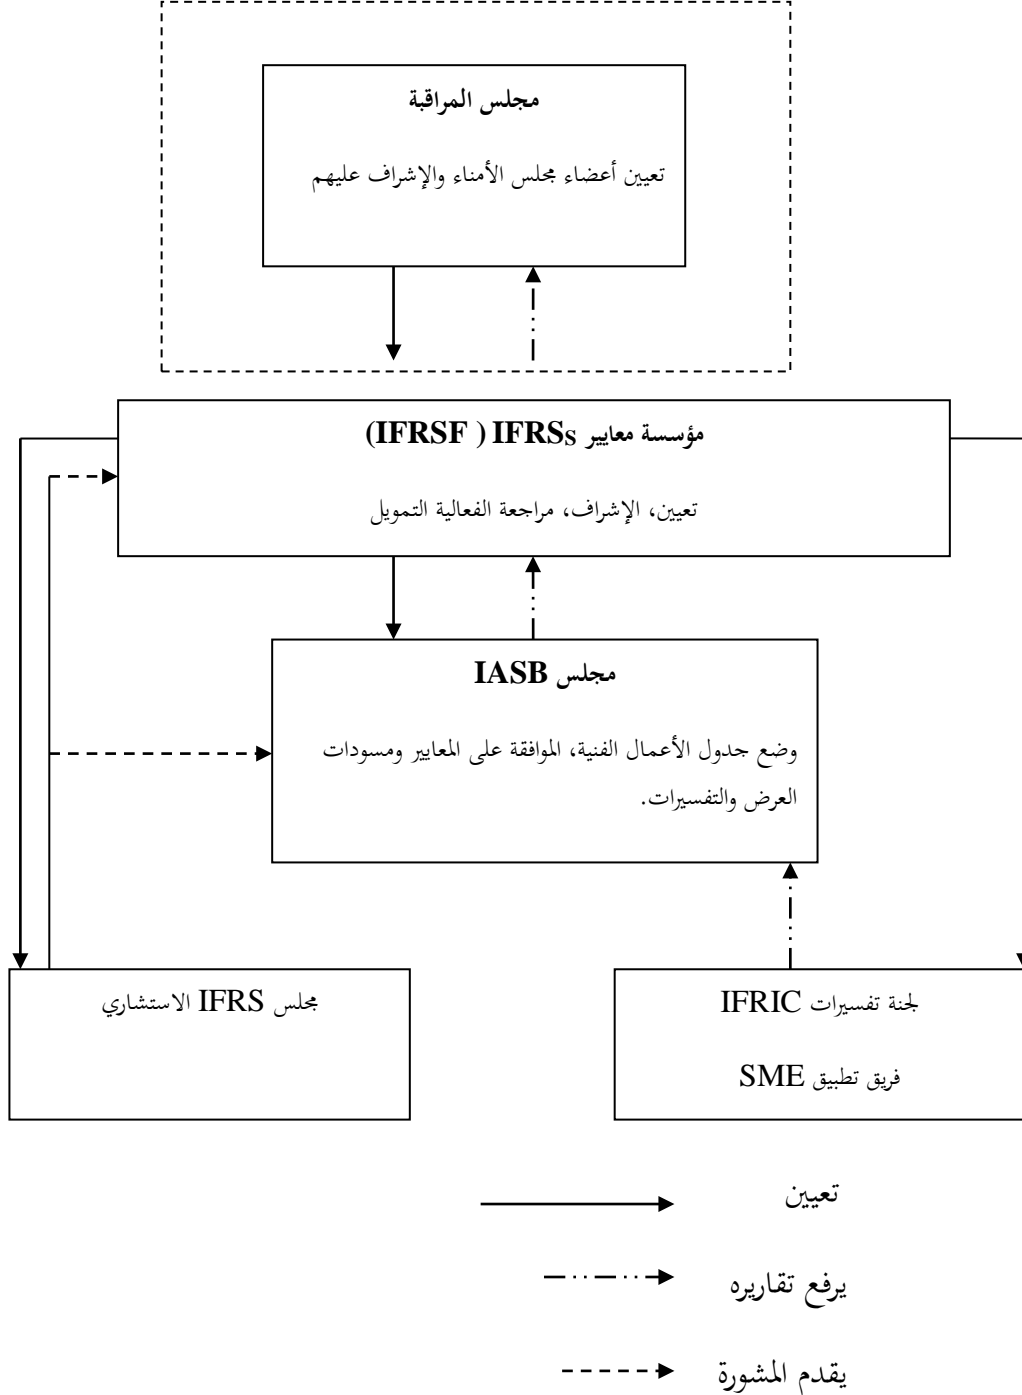 مجلس المراقبة
تعيين أعضاء مجلس الأمناء والإشراف عليهم
مؤسسة معايير IFRSs ( IFRSF)
تعيين، الإشراف، مراجعة الفعالية التمويل
مجلس IASB
وضع جدول الأعمال الفنية، الموافقة على المعايير ومسودات
العرض والتفسيرات.
مجلس IFRS الاستشاري
لجنة تفسيرات IFRIC
فريق تطبيق SME
تعيين
يرفع تقاريره
يقدم المشورة